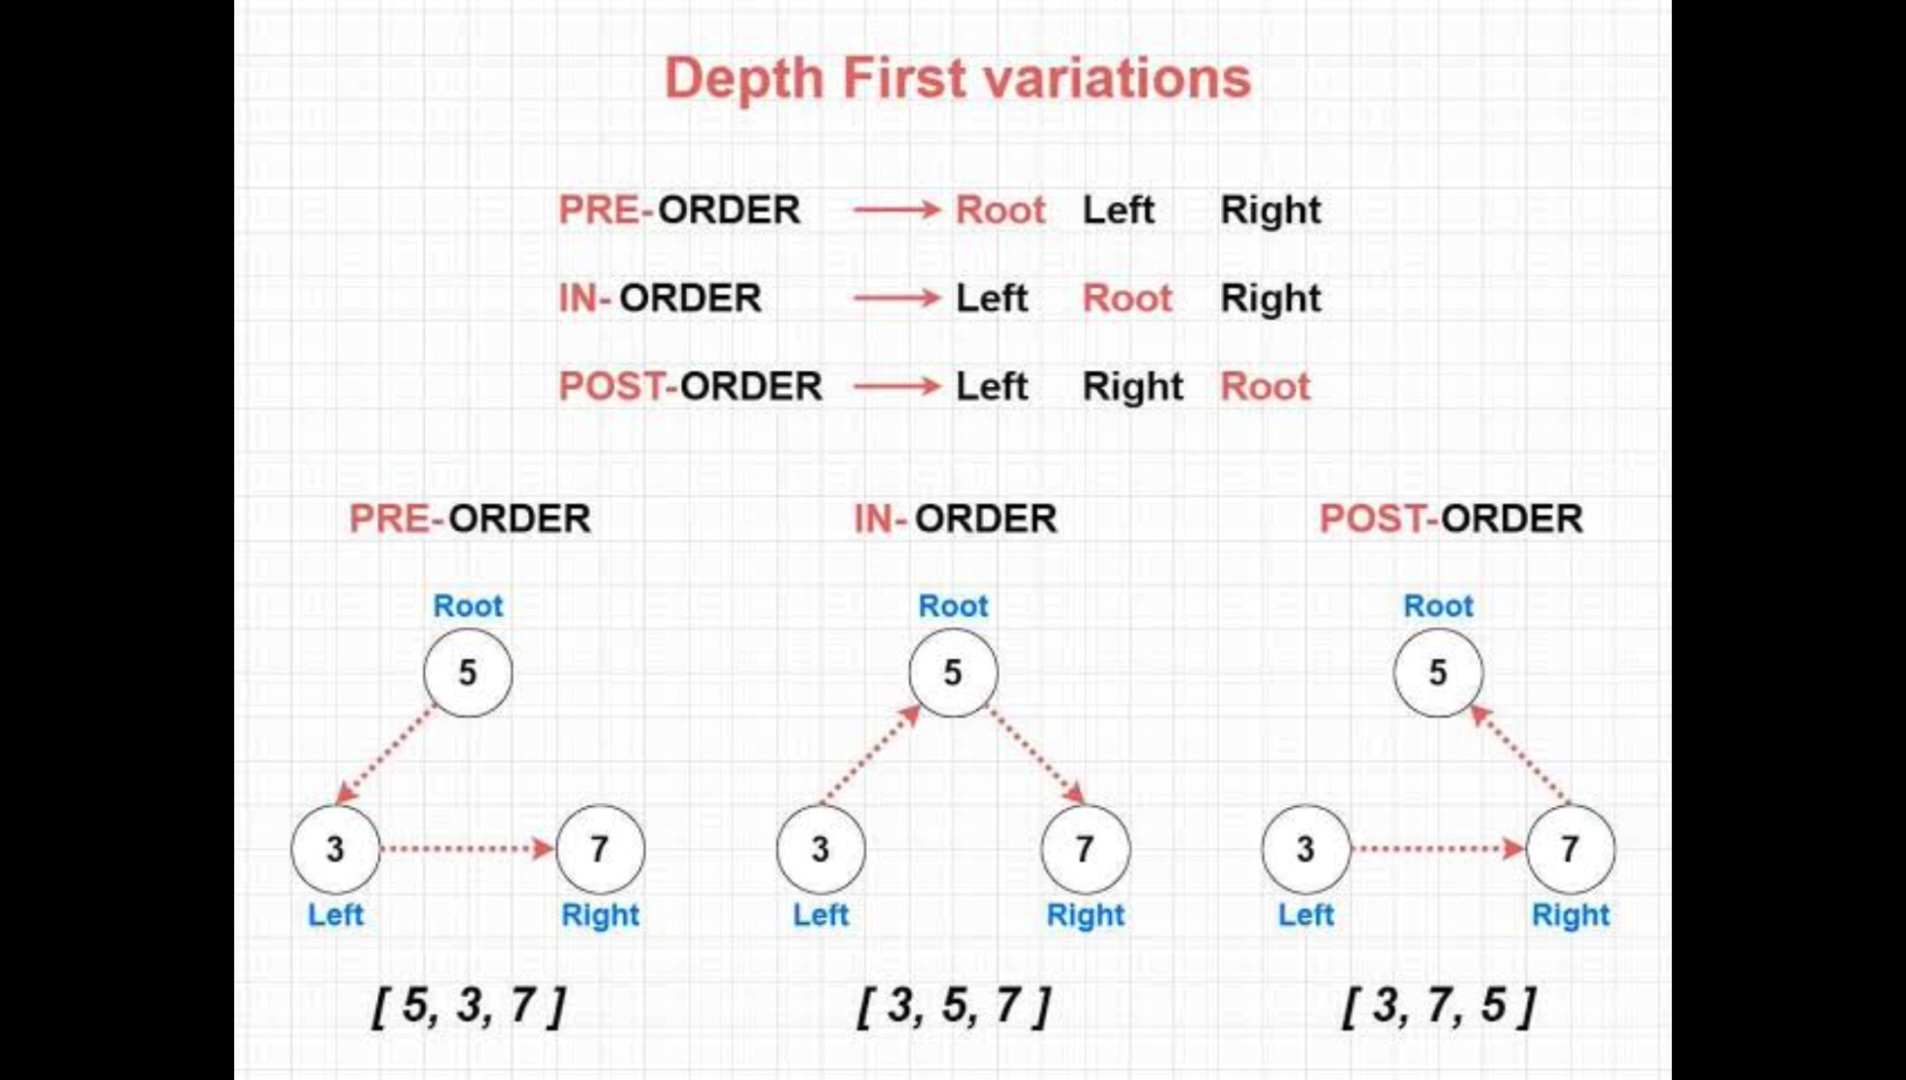 Depth First variations
PRE-ORDER Root Left Right
IN- ORDER Left Root Right
POST-ORDER Left Right Root
PRE-ORDER IN- ORDER POST-ORDER
Root Root Root
5 5 5
3 7 3 7 3 7
Left Right Left Right Left Right
[ 5, 3, 7 ] [ 3, 5, 7 ] [ 3, 7, 5 ]